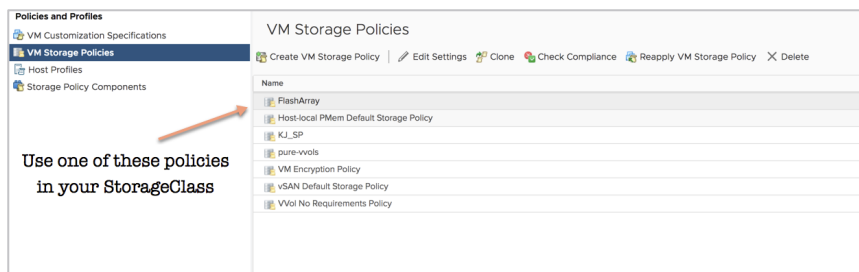 Policies and Profiles
VM Customization Specifications
VM Storage Policies
Host Profiles
Storage Policy Components
Use one of these policies
in your StorageClass
VM Storage Policies
Create VM Storage Policy Edit Settings Clone Check Compliance Reapply VM Storage Policy Delete
Name
FlashArray
Host-local PMem Default Storage Policy
KJ_SP
pure-vvols
VM Encryption Policy
vSAN Default Storage Policy
VVol No Requirements Policy